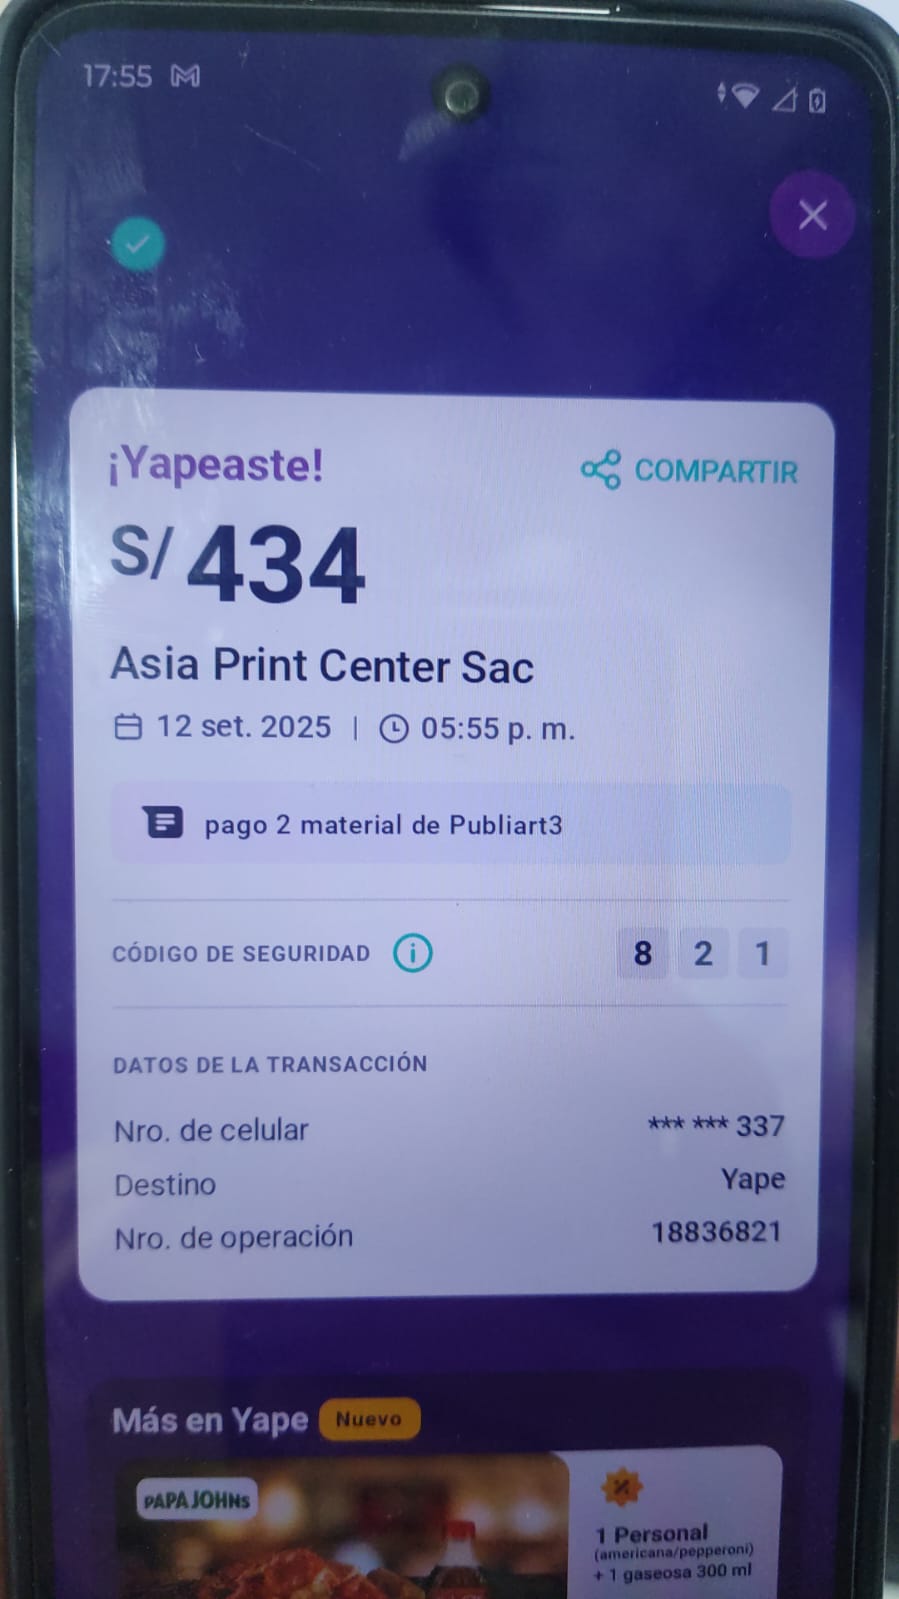 17:55
¡Yapeaste!
COMPARTIR
S/ 434
Asia Print Center Sac
12 set. 2025 | 05:55 p. m.
pago 2 material de Publiart3
CÓDIGO DE SEGURIDAD 8 2 1
DATOS DE LA TRANSACCIÓN
Nro. de celular *** *** 337
Destino Yape
Nro. de operación 18836821
Más en Yape Nuevo
PAPA JOHNS
1 Personal
(americana/pepperoni)
+ 1 gaseosa 300 ml